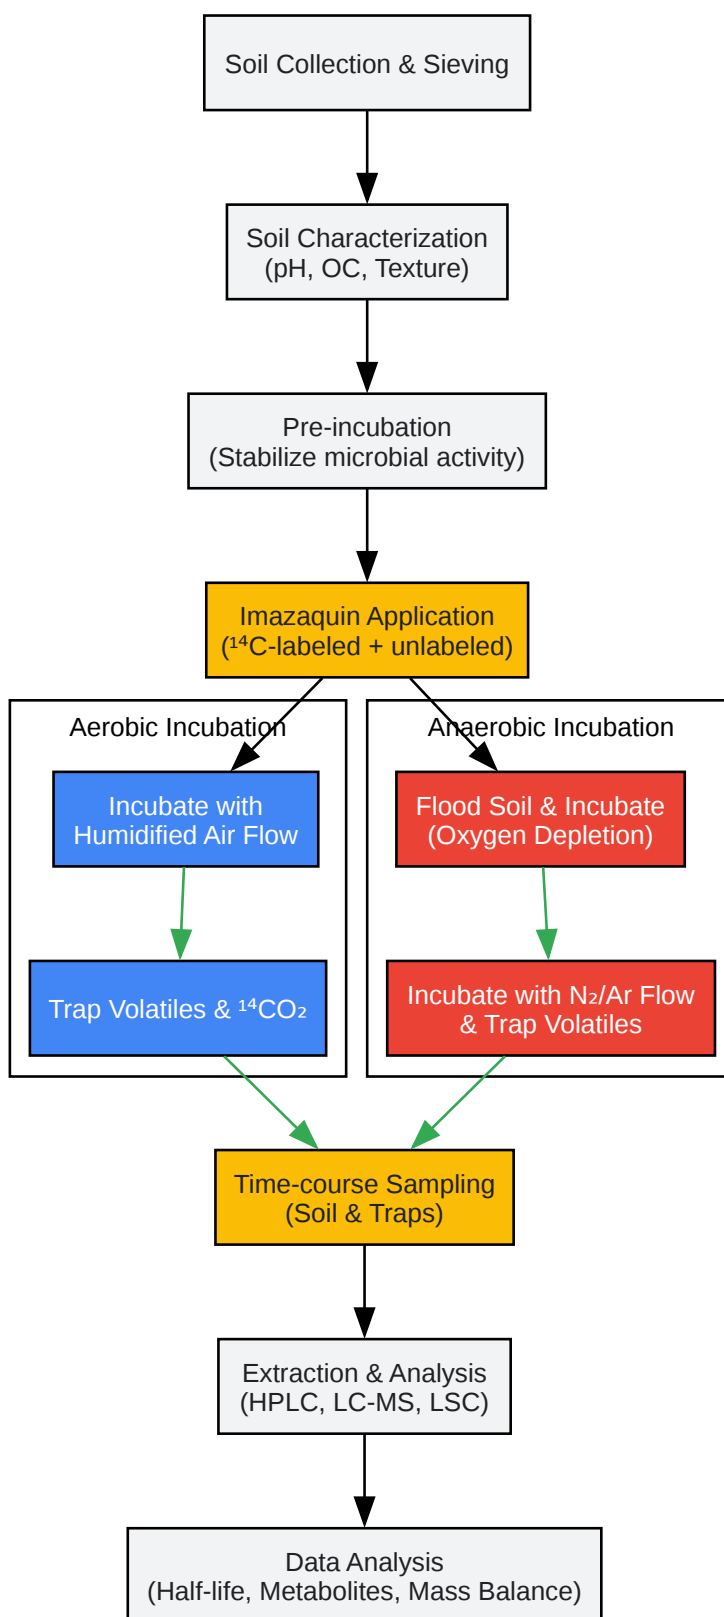 Soil Collection & Sieving
Soil Characterization
(pH, OC, Texture)
Pre-incubation
(Stabilize microbial activity)
Imazaquin Application
(¹⁴C-labeled + unlabeled)
Aerobic Incubation
Incubate with
Humidified Air Flow
Trap Volatiles & ¹⁴CO₂
Anaerobic Incubation
Flood Soil & Incubate
(Oxygen Depletion)
Incubate with N₂/Ar Flow
& Trap Volatiles
Time-course Sampling
(Soil & Traps)
Extraction & Analysis
(HPLC, LC-MS, LSC)
Data Analysis
(Half-life, Metabolites, Mass Balance)